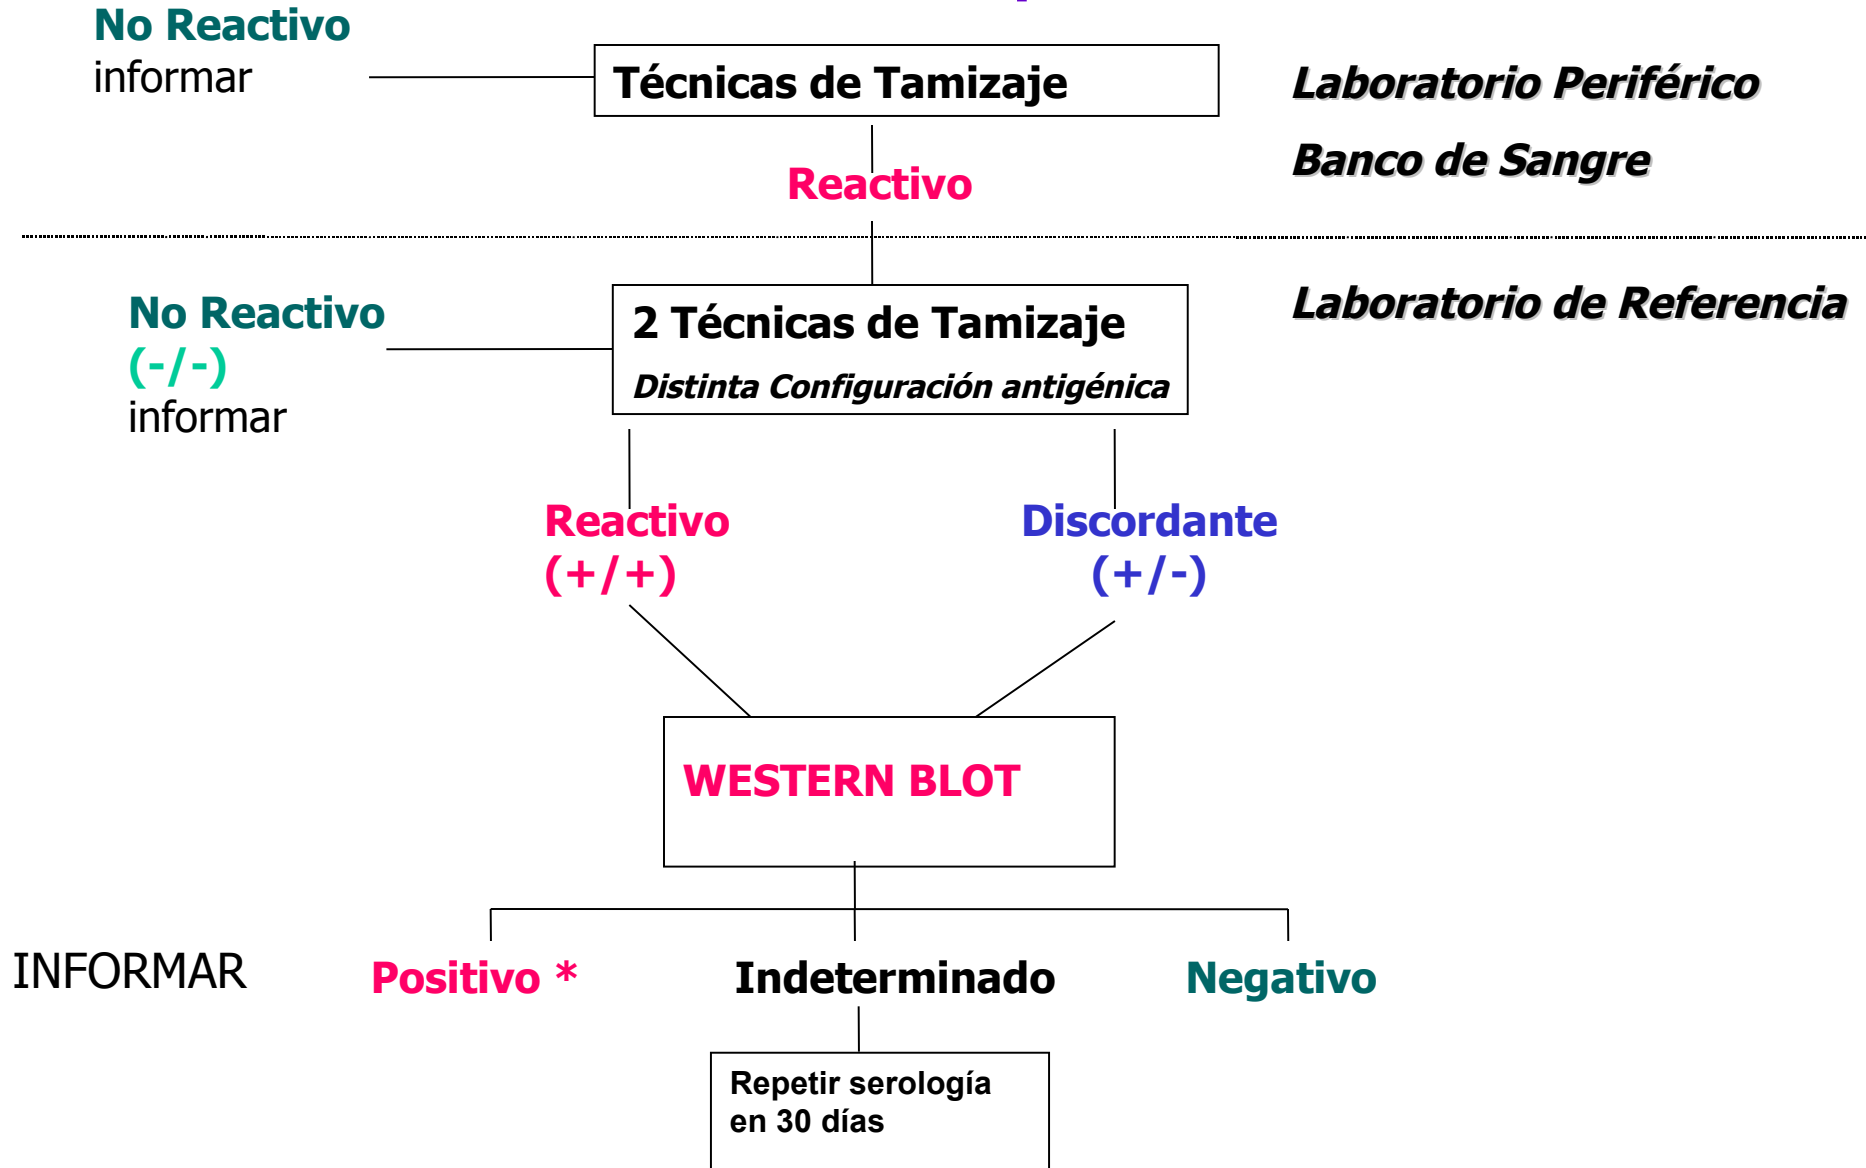 No Reactivo
informar
Técnicas de Tamizaje
Laboratorio Periférico
Banco de Sangre
Reactivo
No Reactivo
(-/-)
informar
2 Técnicas de Tamizaje
Distinta Configuración antigénica
Laboratorio de Referencia
Reactivo
(+/+)
Discordante
(+/-)
WESTERN BLOT
INFORMAR
Positivo *
Indeterminado
Negativo
Repetir serología
en 30 días